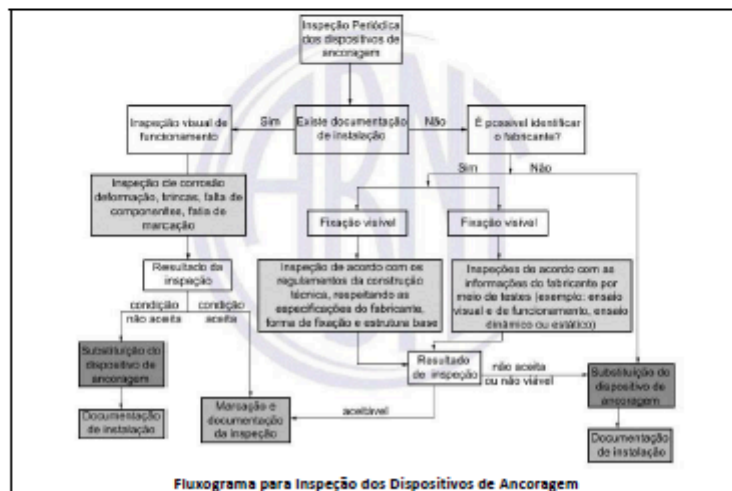 Inspeção Periódica
dos dispositivos de
ancoragem
Inspeção visual de
funcionamento
Sim
Existe documentação
de instalação
Não
É possível identificar
o fabricante?
Sim
Não
Inspeção de corrosão
deformação, trincas, falta de
componentes, falta de
marcação
Fixação visível
Fixação visível
Resultado da
inspeção
Inspeção de acordo com os
regulamentos da construção
técnica, respeitando as
especificações do fabricante,
forma de fixação e estrutura base
Inspeções de acordo com as
informações do fabricante por
meio de testes (exemplo: ensaio
visual e de funcionamento, ensaio
dinâmico ou estático)
condição
não aceita
condição
aceita
Substituição do
dispositivo de
ancoragem
Resultado
de inspeção
não aceita
ou não viável
Substituição do
dispositivo de
ancoragem
Documentação
de instalação
Marcação e
documentação
da inspeção
aceitável
Documentação
de instalação
Fluxograma para Inspeção dos Dispositivos de Ancoragem